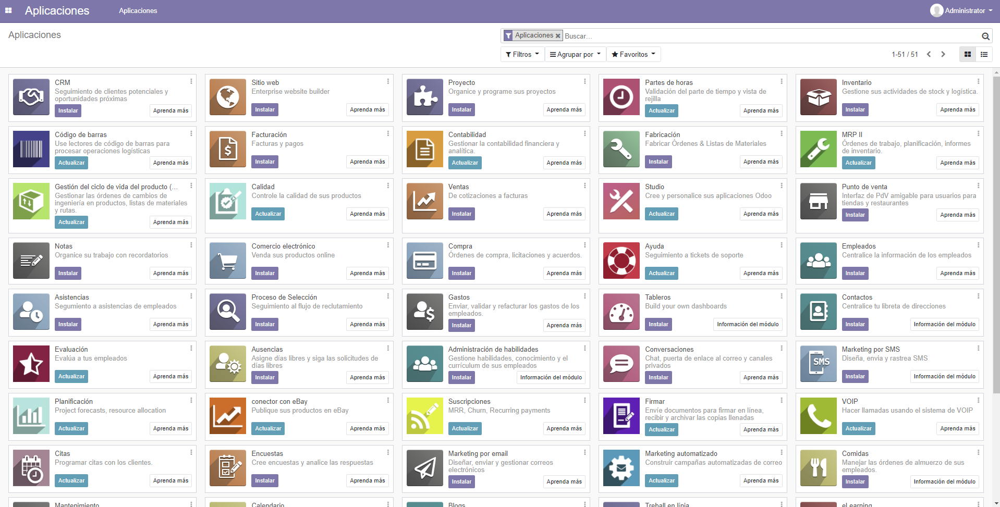 Aplicaciones
Aplicaciones
Administrator
Aplicaciones
Aplicaciones
Buscar...
Filtros
Agrupar por
Favoritos
1-51 / 51
CRM
Seguimiento de clientes potenciales y
oportunidades próximas
Instalar
Aprenda más
Sitio web
Enterprise website builder
Instalar
Aprenda más
Proyecto
Organice y programe sus proyectos
Instalar
Aprenda más
Partes de horas
Validación del parte de tiempo y vista de
rejilla
Actualizar
Aprenda más
Inventario
Gestione sus actividades de stock y logística.
Instalar
Aprenda más
Código de barras
Use lectores de código de barras para
procesar operaciones logísticas
Actualizar
Aprenda más
Facturación
Facturas y pagos
Instalar
Aprenda más
Contabilidad
Gestionar la contabilidad financiera y
analítica.
Actualizar
Aprenda más
Fabricación
Fabricar Órdenes & Listas de Materiales
Instalar
Aprenda más
MRP II
Órdenes de trabajo, planificación, informes
de inventario.
Actualizar
Aprenda más
Gestión del ciclo de vida del producto (...
Gestionar las órdenes de cambios de
ingeniería en productos, listas de materiales
y rutas.
Actualizar
Aprenda más
Calidad
Controle la calidad de sus productos
Actualizar
Aprenda más
Ventas
De cotizaciones a facturas
Instalar
Aprenda más
Studio
Cree y personalice sus aplicaciones Odoo
Actualizar
Aprenda más
Punto de venta
Interfaz de PdV amigable para usuarios para
tiendas y restaurantes
Instalar
Aprenda más
Notas
Organice su trabajo con recordatorios
Instalar
Aprenda más
Comercio electrónico
Venda sus productos online
Instalar
Aprenda más
Compra
Órdenes de compra, licitaciones y acuerdos.
Instalar
Aprenda más
Ayuda
Seguimiento a tickets de soporte
Actualizar
Aprenda más
Empleados
Centralice la información de los empleados
Instalar
Aprenda más
Asistencias
Segumiento a asistencias de empleados
Instalar
Aprenda más
Proceso de Selección
Seguimiento al flujo de reclutamiento
Instalar
Aprenda más
Gastos
Enviar, validar y refacturar los gastos de los
empleados.
Instalar
Aprenda más
Tableros
Build your own dashboards
Instalar
Información del módulo
Contactos
Centralice tu libreta de direcciones
Instalar
Información del módulo
Evaluación
Evalúa a tus empleados
Actualizar
Aprenda más
Ausencias
Asigne días libres y siga las solicitudes de
días libres
Instalar
Aprenda más
Administración de habilidades
Gestione habilidades, conocimiento y el
currículum de sus empleados
Instalar
Información del módulo
Conversaciones
Chat, puerta de enlace al correo y canales
privados
Instalar
Aprenda más
SMS
Marketing por SMS
Diseña, envia y rastrea SMS
Instalar
Información del módulo
Planificación
Project forecasts, resource allocation
Actualizar
Aprenda más
conector con eBay
Publique sus productos en eBay
Actualizar
Aprenda más
Suscripciones
MRR, Churn, Recurring payments
Actualizar
Aprenda más
Firmar
Envíe documentos para firmar en línea,
recibir y archivar las copias llenadas
Actualizar
Aprenda más
VOIP
Hacer llamadas usando el sistema de VOIP
Actualizar
Aprenda más
Citas
Programar citas con los clientes.
Actualizar
Aprenda más
Encuestas
Cree encuestas y analice las respuestas
Instalar
Aprenda más
Marketing por email
Diseñar, enviar y gestionar correos
electrónicos
Instalar
Aprenda más
Marketing automatizado
Construir campañas automatizadas de correo
Actualizar
Aprenda más
Comidas
Manejar las órdenes de almuerzo de sus
empleados.
Instalar
Información del módulo
Mantenimiento
Calendario
Blogs
Treball en línia
eLearning